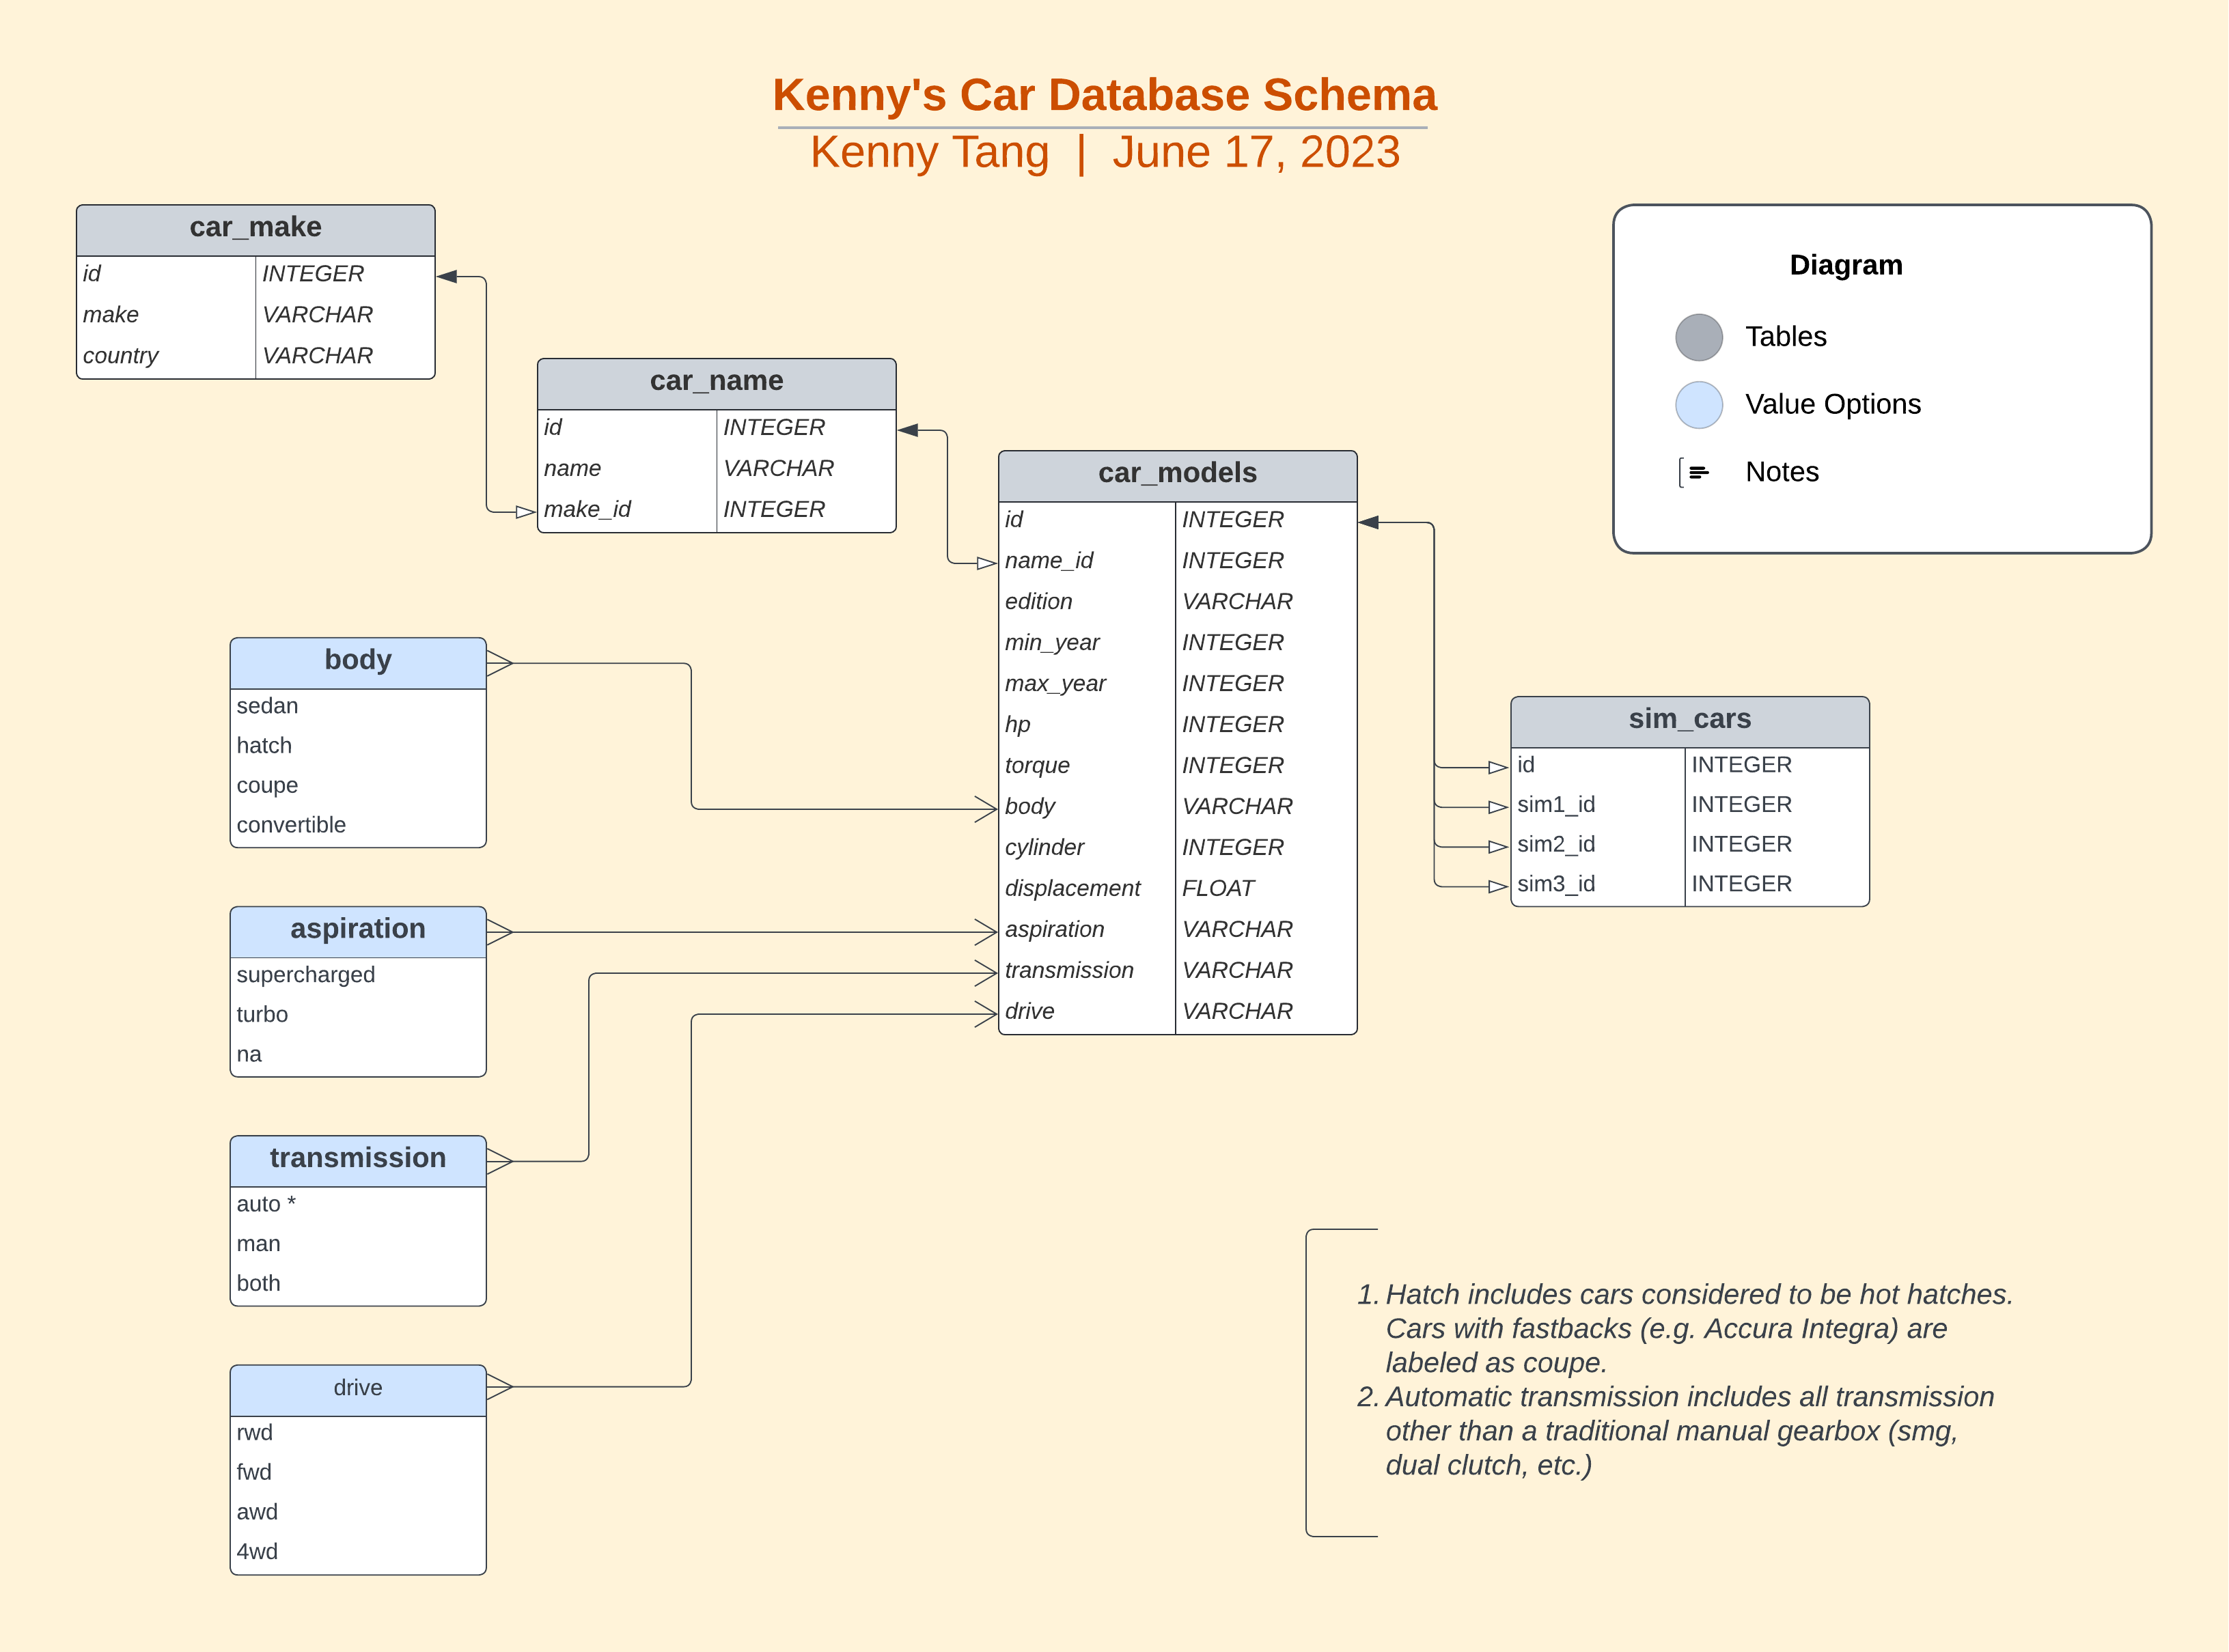 Kenny's Car Database Schema
Kenny Tang | June 17, 2023
car_make
id INTEGER
make VARCHAR
country VARCHAR
car_name
id INTEGER
name VARCHAR
make_id INTEGER
car_models
id INTEGER
name_id INTEGER
edition VARCHAR
min_year INTEGER
max_year INTEGER
hp INTEGER
torque INTEGER
body VARCHAR
cylinder INTEGER
displacement FLOAT
aspiration VARCHAR
transmission VARCHAR
drive VARCHAR
Diagram
Tables
Value Options
Notes
sim_cars
id INTEGER
sim1_id INTEGER
sim2_id INTEGER
sim3_id INTEGER
body
sedan
hatch
coupe
convertible
aspiration
supercharged
turbo
na
transmission
auto *
man
both
drive
rwd
fwd
awd
4wd
1. Hatch includes cars considered to be hot hatches.
Cars with fastbacks (e.g. Accura Integra) are
labeled as coupe.
2. Automatic transmission includes all transmission
other than a traditional manual gearbox (smg,
dual clutch, etc.)